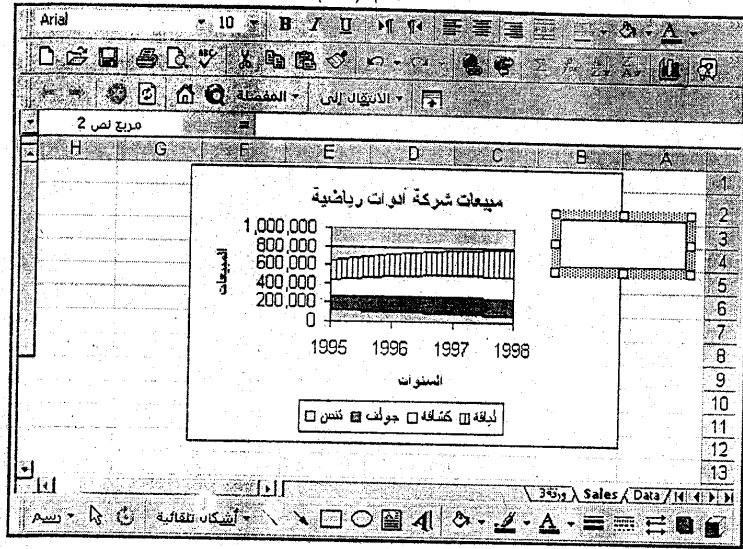 Arial 10 B I U
المفضلة الانتقال إلى
مربع نص 2 =
H G F E D C B A
1
2
3
4
5
6
7
8
9
10
11
12
13
مبيعات شركة أدوات رياضية
المبيعات
1,000,000
800,000
600,000
400,000
200,000
0
1995 1996 1997 1998
السنوات
لياقة كشافة جولف تنس
ورقة3 Sales Data
رسم أشكال تلقائية